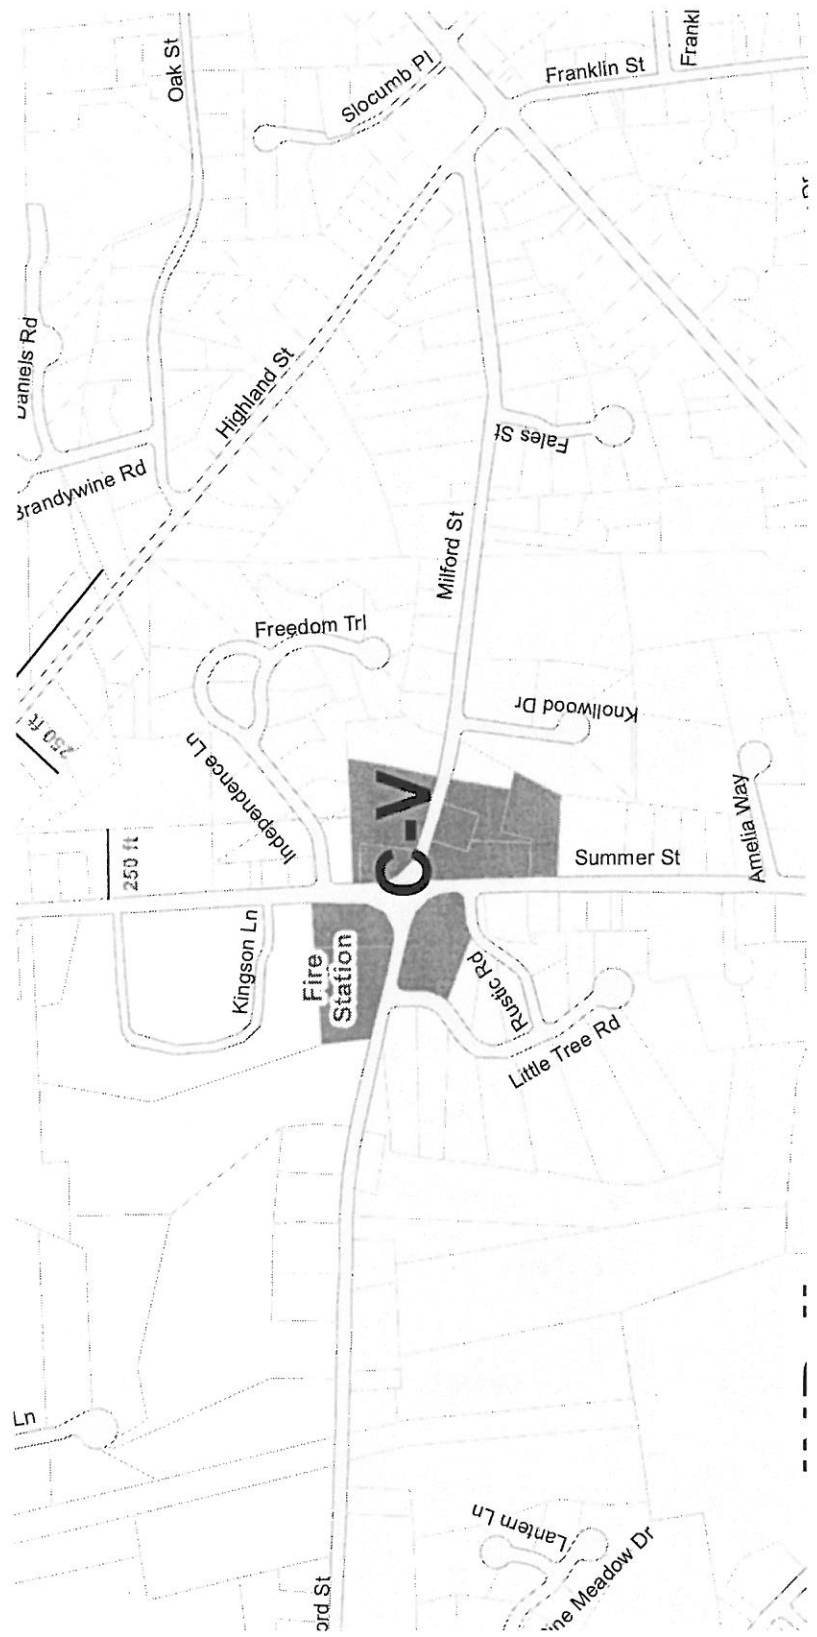 Oak St
Slocumb Pl
Franklin St
Frankl
Dr
Daniels Rd
Highland St
Brandywine Rd
Fales St
Milford St
Freedom Trl
Knollwood Dr
250 ft
Independence Ln
C-V
Amelia Way
250 ft
Summer St
Kingson Ln
Fire
Station
Rustic Rd
Little Tree Rd
Ln
Lantern Ln
ord St
ine Meadow Dr